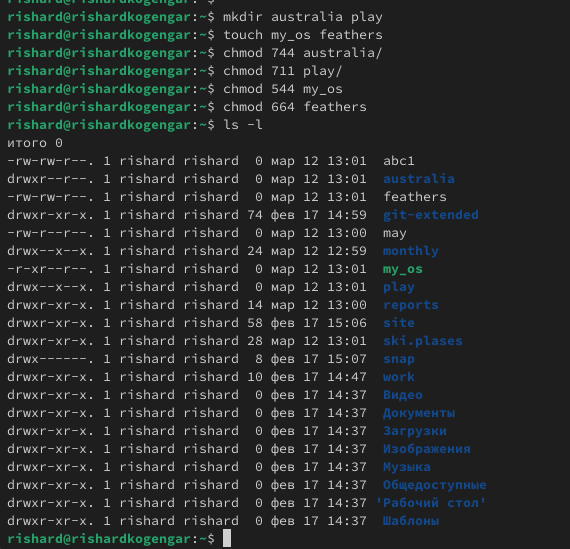 rishard@rishardkogengar:~$ mkdir australia play
rishard@rishardkogengar:~$ touch my_os feathers
rishard@rishardkogengar:~$ chmod 744 australia/
rishard@rishardkogengar:~$ chmod 711 play/
rishard@rishardkogengar:~$ chmod 544 my_os
rishard@rishardkogengar:~$ chmod 664 feathers
rishard@rishardkogengar:~$ ls -l
итого 0
-rw-rw-r--. 1 rishard rishard  0 мар 12 13:01  abc1
drwxr--r--. 1 rishard rishard  0 мар 12 13:01  australia
-rw-rw-r--. 1 rishard rishard  0 мар 12 13:01  feathers
drwxr-xr-x. 1 rishard rishard 74 фев 17 14:59  git-extended
-rw-r--r--. 1 rishard rishard  0 мар 12 13:00  may
drwx--x--x. 1 rishard rishard 24 мар 12 12:59  monthly
-r-xr--r--. 1 rishard rishard  0 мар 12 13:01  my_os
drwx--x--x. 1 rishard rishard  0 мар 12 13:01  play
drwxr-xr-x. 1 rishard rishard 14 мар 12 13:00  reports
drwxr-xr-x. 1 rishard rishard 58 фев 17 15:06  site
drwxr-xr-x. 1 rishard rishard 28 мар 12 13:01  ski.plases
drwx------. 1 rishard rishard  8 фев 17 15:07  snap
drwxr-xr-x. 1 rishard rishard 10 фев 17 14:47  work
drwxr-xr-x. 1 rishard rishard  0 фев 17 14:37  Видео
drwxr-xr-x. 1 rishard rishard  0 фев 17 14:37  Документы
drwxr-xr-x. 1 rishard rishard  0 фев 17 14:37  Загрузки
drwxr-xr-x. 1 rishard rishard  0 фев 17 14:37  Изображения
drwxr-xr-x. 1 rishard rishard  0 фев 17 14:37  Музыка
drwxr-xr-x. 1 rishard rishard  0 фев 17 14:37  Общедоступные
drwxr-xr-x. 1 rishard rishard  0 фев 17 14:37 'Рабочий стол'
drwxr-xr-x. 1 rishard rishard  0 фев 17 14:37  Шаблоны
rishard@rishardkogengar:~$